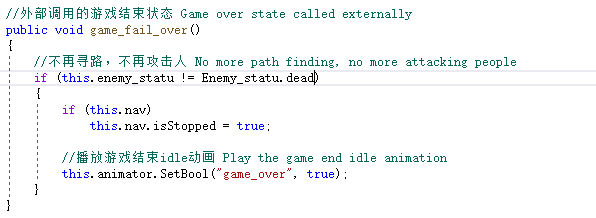 //外部调用的游戏结束状态 Game over state called externally
public void game_fail_over()
{
//不再寻路，不再攻击人 No more path finding, no more attacking people
if (this.enemy_statu != Enemy_statu.dead)
{
if (this.nav)
this.nav.isStopped = true;
//播放游戏结束idle动画 Play the game end idle animation
this.animator.SetBool("game_over", true);
}
}